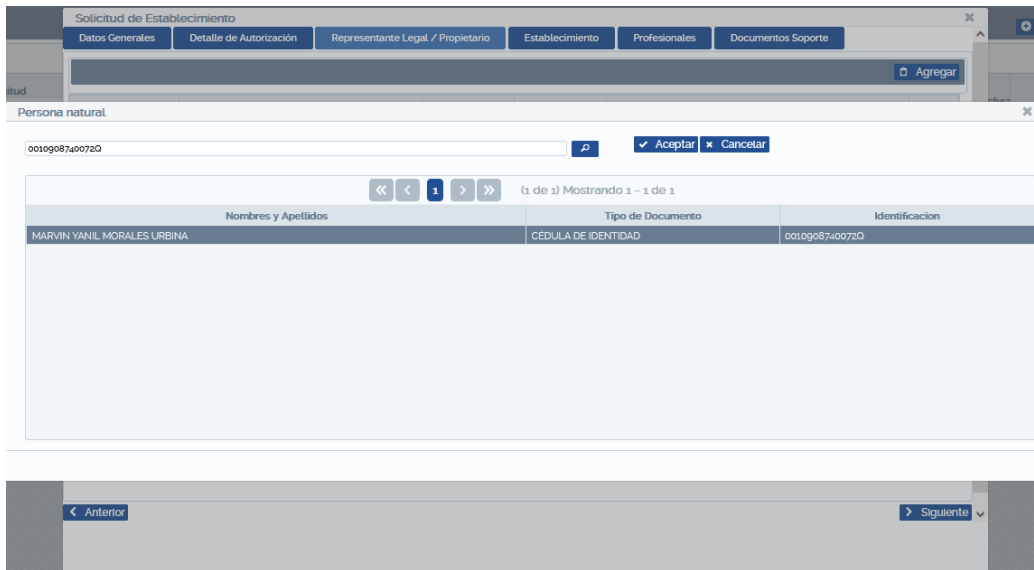 Solicitud de Establecimiento
Datos Generales Detalle de Autorización Representante Legal / Propietario Establecimiento Profesionales Documentos Soporte
Agregar
itud
Persona natural
0010908740072Q Aceptar Cancelar
1 (1 de 1) Mostrando 1 - 1 de 1
Nombres y Apellidos Tipo de Documento Identificacion
MARVIN YANIL MORALES URBINA CÉDULA DE IDENTIDAD 0010908740072Q
Anterior Siguiente